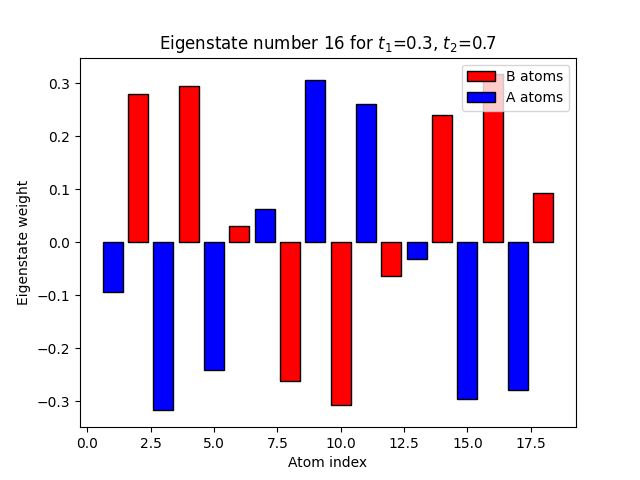 Eigenstate number 16 for $t_1$=0.3, $t_2$=0.7
B atoms
A atoms
0.3
0.2
0.1
0.0
−0.1
−0.2
−0.3
Eigenstate weight
0.0 2.5 5.0 7.5 10.0 12.5 15.0 17.5
Atom index